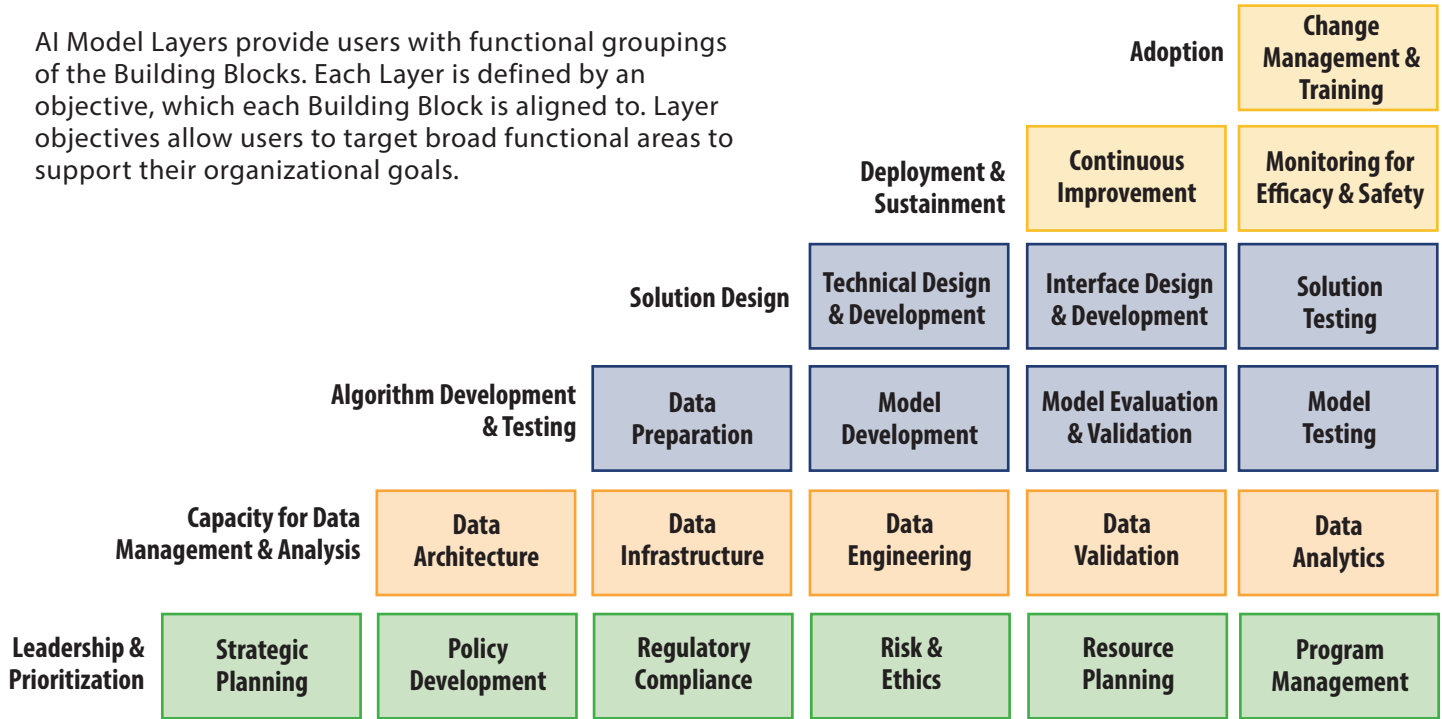 AI Model Layers provide users with functional groupings
of the Building Blocks. Each Layer is defined by an
objective, which each Building Block is aligned to. Layer
objectives allow users to target broad functional areas to
support their organizational goals.
Adoption
Change
Management &
Training
Deployment &
Sustainment
Continuous
Improvement
Monitoring for
Efficacy & Safety
Solution Design
Technical Design
& Development
Interface Design
& Development
Solution
Testing
Algorithm Development
& Testing
Data
Preparation
Model
Development
Model Evaluation
& Validation
Model
Testing
Capacity for Data
Management & Analysis
Data
Architecture
Data
Infrastructure
Data
Engineering
Data
Validation
Data
Analytics
Leadership &
Prioritization
Strategic
Planning
Policy
Development
Regulatory
Compliance
Risk &
Ethics
Resource
Planning
Program
Management